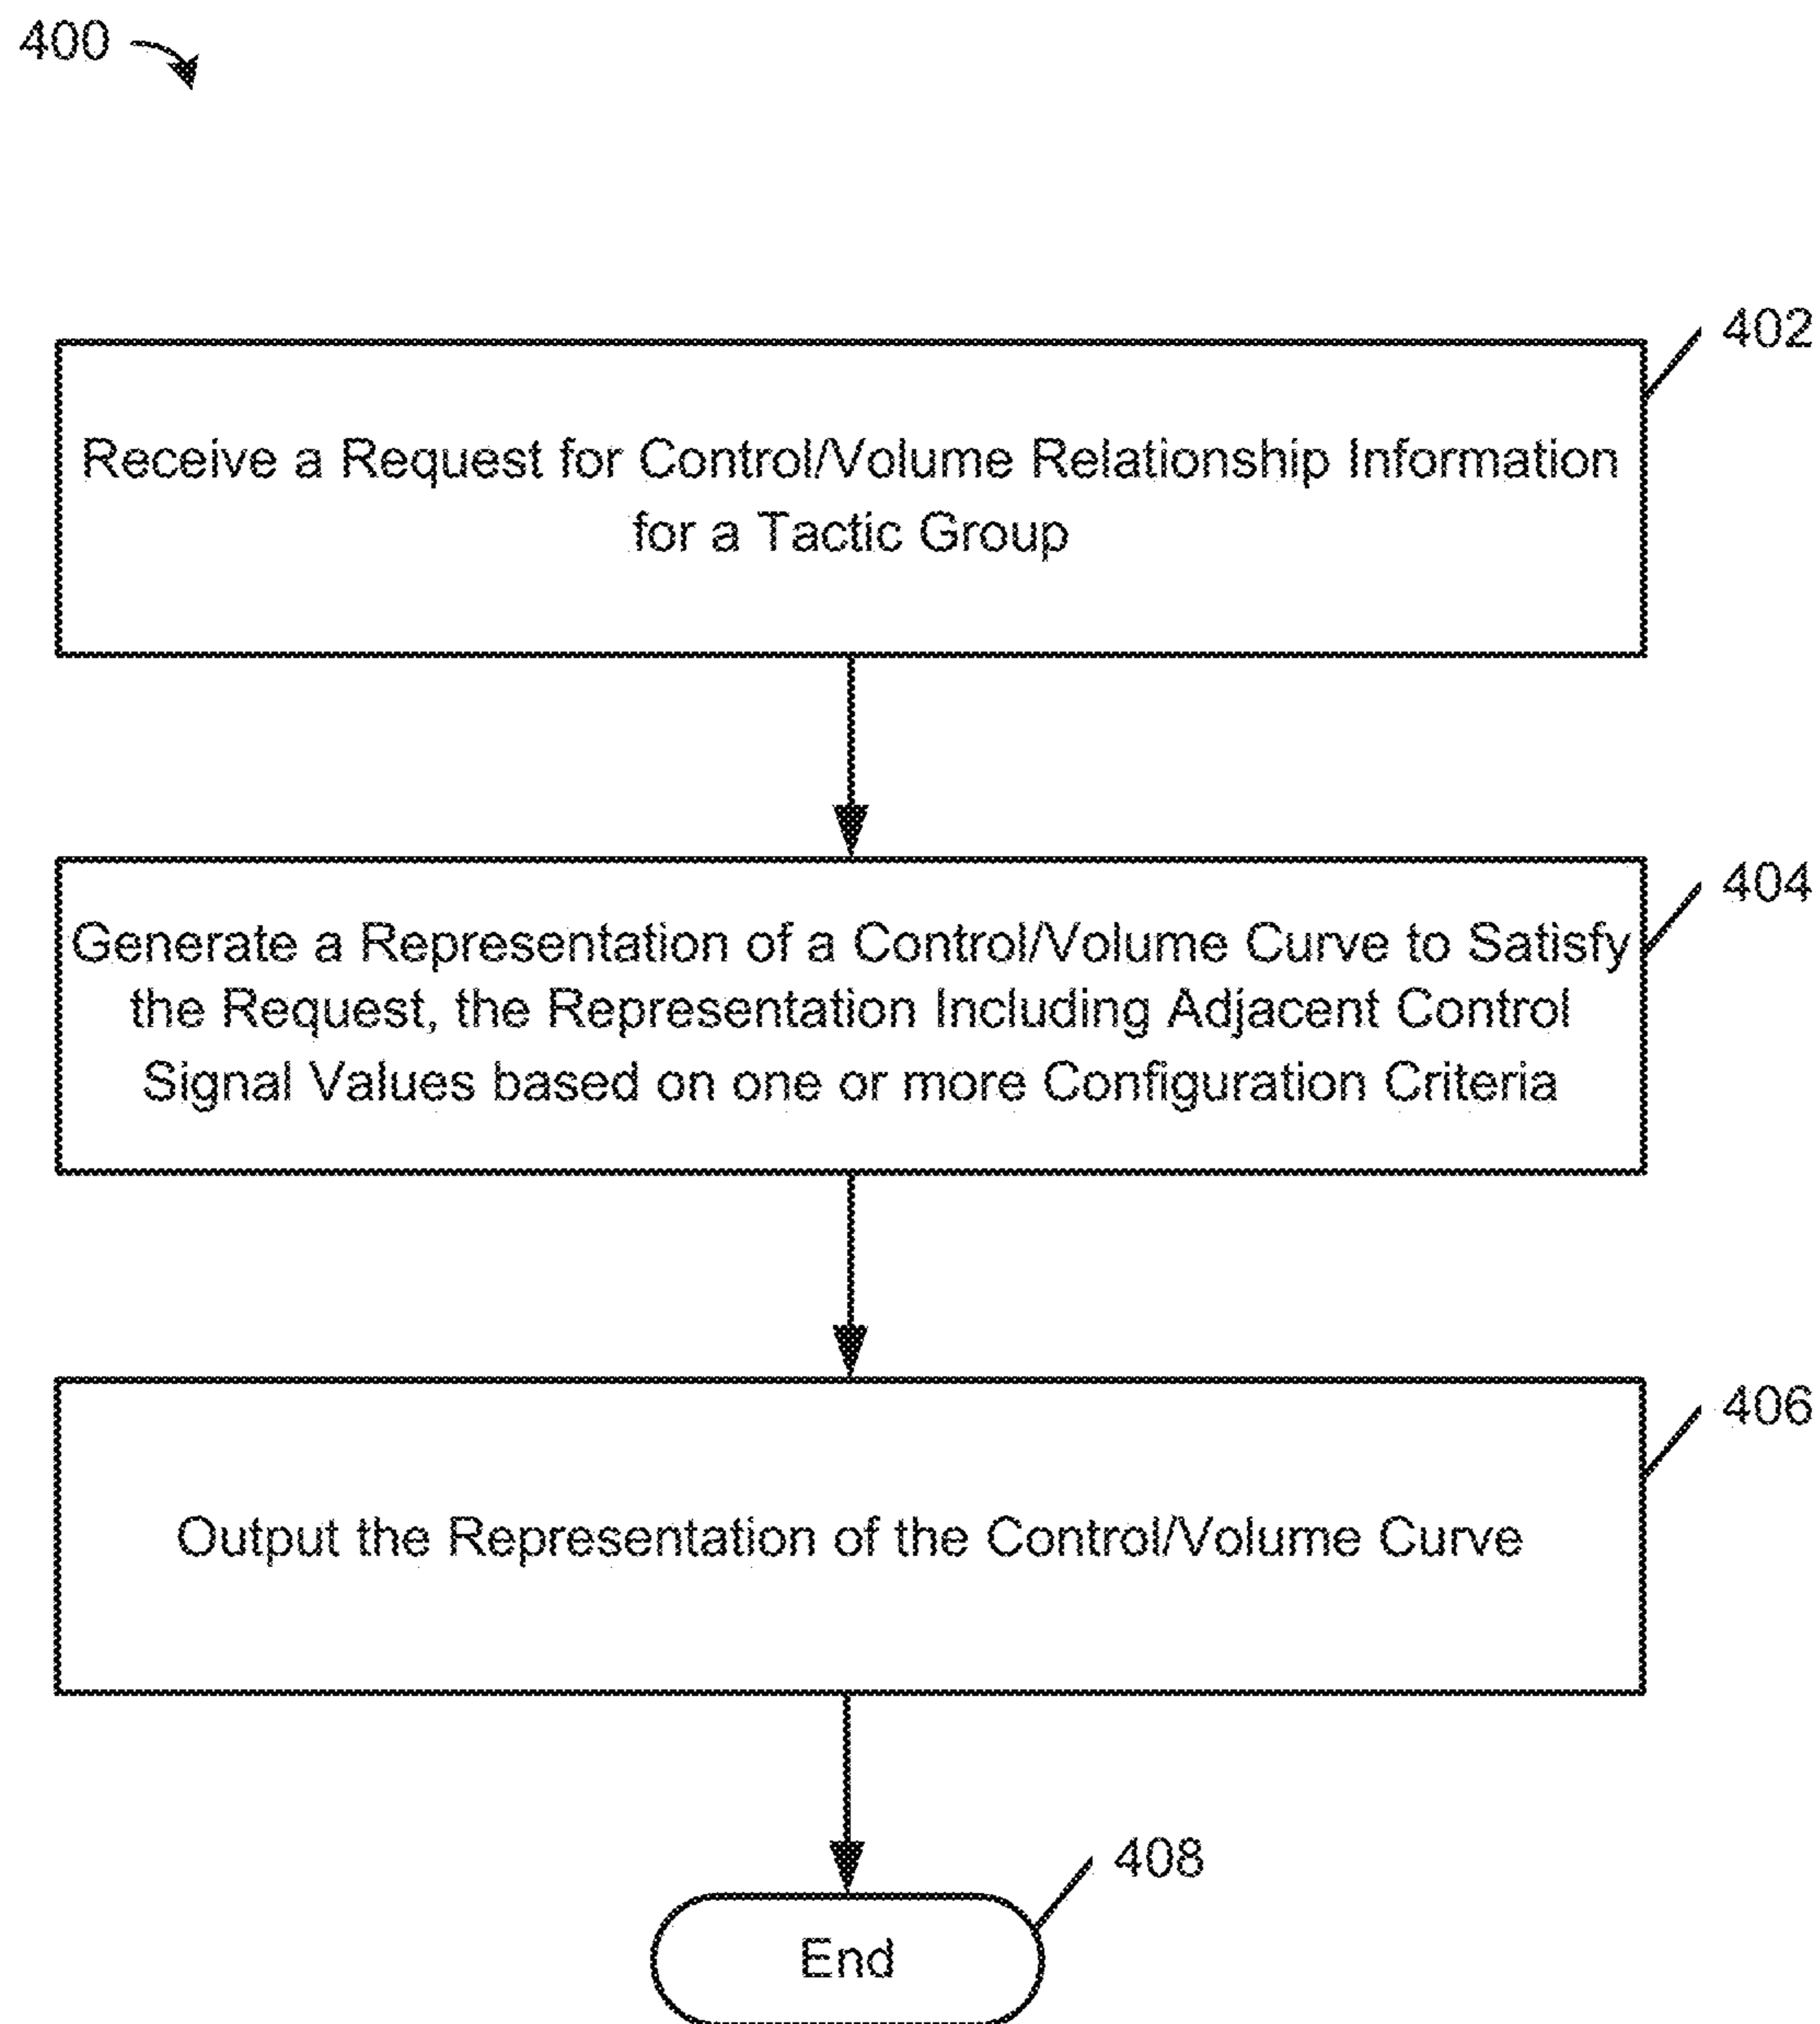 400
402
Receive a Request for Control/Volume Relationship Information
for a Tactic Group
404
Generate a Representation of a Control/Volume Curve to Satisfy
the Request, the Representation Including Adjacent Control
Signal Values based on one or more Configuration Criteria
406
Output the Representation of the Control/Volume Curve
408
End